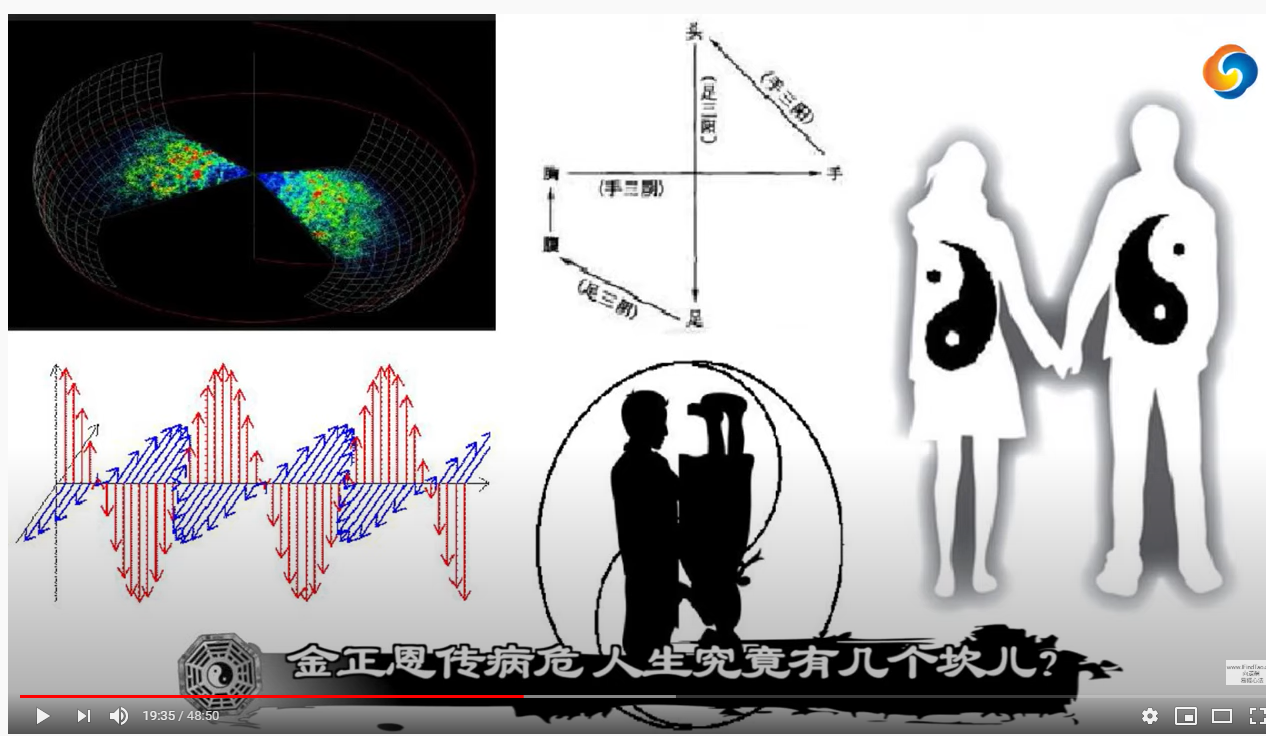 头
(手三阳)
(足三阳)
胸
手
(手三阴)
腹
(足三阴)
足
金正恩传病危 人生究竟有几个坎儿?
19:35 / 48:50